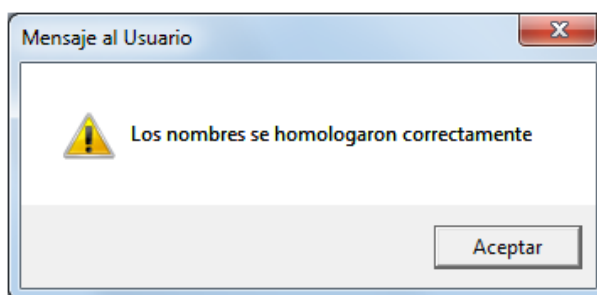 Mensaje al Usuario
Los nombres se homologaron correctamente
Aceptar